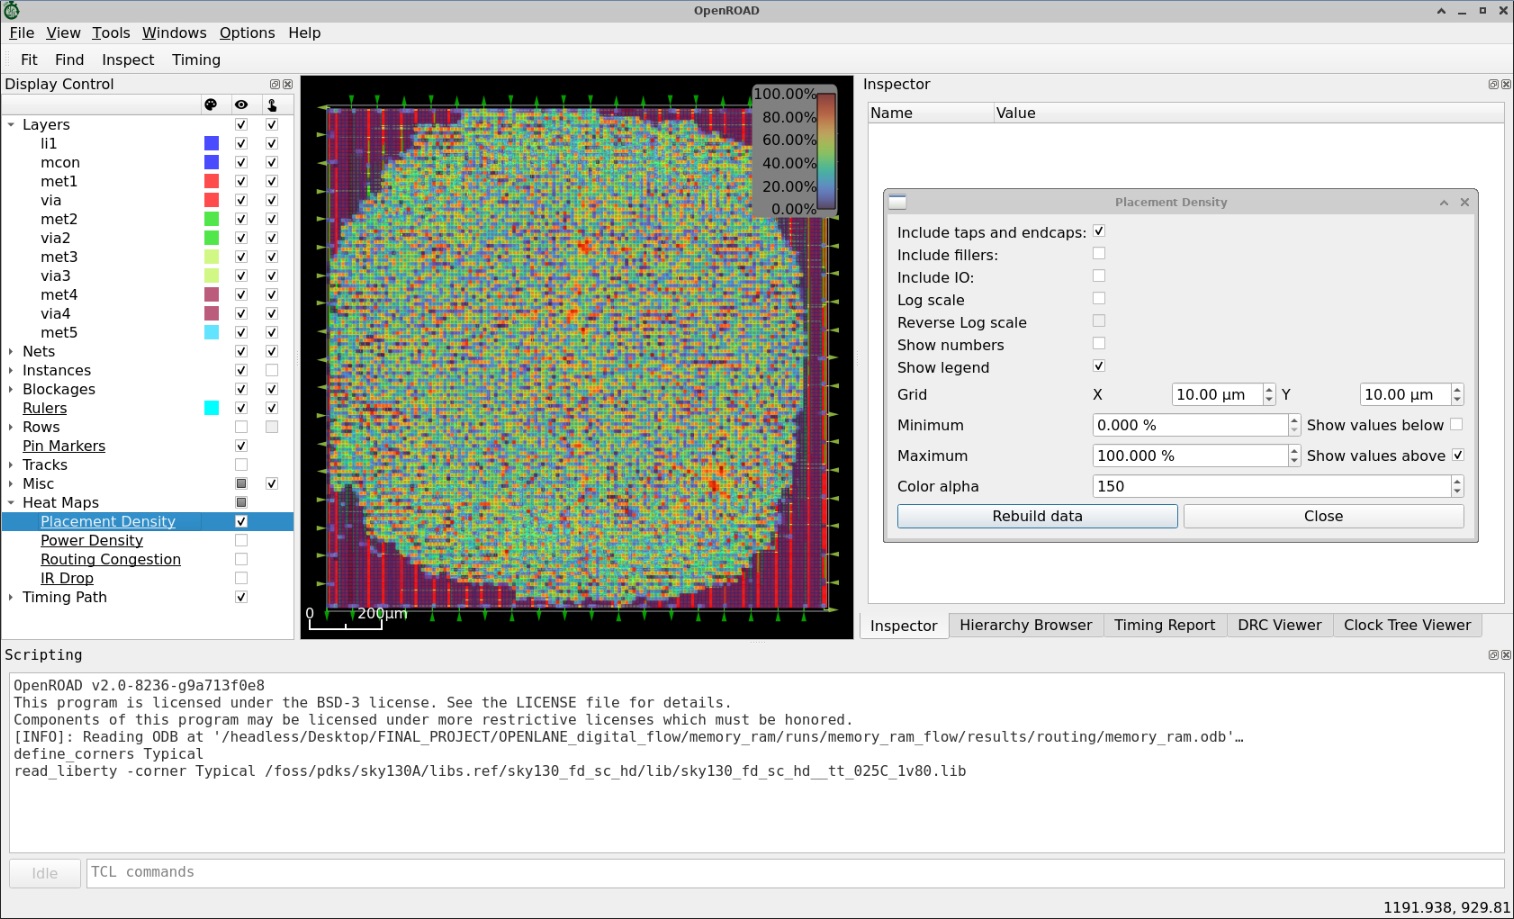 OpenROAD
File View Tools Windows Options Help
Fit Find Inspect Timing
Display Control
Layers
li1
mcon
met1
via
met2
via2
met3
via3
met4
via4
met5
Nets
Instances
Blockages
Rulers
Rows
Pin Markers
Tracks
Misc
Heat Maps
Placement Density
Power Density
Routing Congestion
IR Drop
Timing Path
100.00%
80.00%
60.00%
40.00%
20.00%
0.00%
0 200μm
Inspector
Name Value
Placement Density
Include taps and endcaps:
Include fillers:
Include IO:
Log scale
Reverse Log scale
Show numbers
Show legend
Grid X 10.00 μm Y 10.00 μm
Minimum 0.000 % Show values below
Maximum 100.000 % Show values above
Color alpha 150
Rebuild data Close
Inspector Hierarchy Browser Timing Report DRC Viewer Clock Tree Viewer
Scripting
OpenROAD v2.0-8236-g9a713f0e8
This program is licensed under the BSD-3 license. See the LICENSE file for details.
Components of this program may be licensed under more restrictive licenses which must be honored.
[INFO]: Reading ODB at '/headless/Desktop/FINAL_PROJECT/OPENLANE_digital_flow/memory_ram/runs/memory_ram_flow/results/routing/memory_ram.odb'…
define_corners Typical
read_liberty -corner Typical /foss/pdks/sky130A/libs.ref/sky130_fd_sc_hd/lib/sky130_fd_sc_hd__tt_025C_1v80.lib
Idle TCL commands
1191.938, 929.81